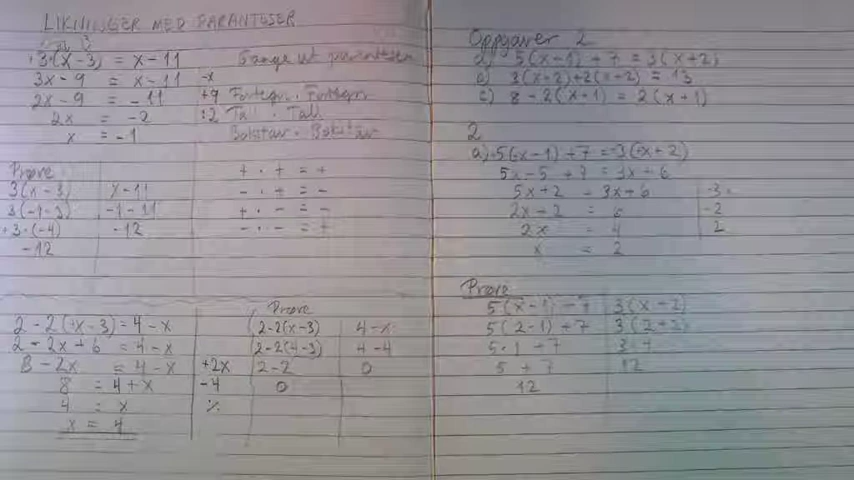 LIKNINGER MED PARANTESER
3·(x-3) = x-11 Gange ut parantesen
3x-9 = x-11 -x
2x-9 = -11 +9 Fortegn · Fortegn
2x = -2 :2 Tall · Tall
x = -1 Bokstav · Bokstav
Prøve
+ · + = +
3(x-3) x-11 - · + = -
3(-1-3) -1-11 + · - = -
+3·(-4) -12 - · - = +
-12
Prøve
2-2(+x-3)=4-x 2-2(x-3) 4-x
2-2x+6 = 4-x 2-2(4-3) 4-4
8-2x = 4-x +2x 2-2 0
8 = 4+x -4 0
4 = x
x = 4
Oppgaver 2
a) 5(x-1)+7 = 3(x+2)
3(x+2)+2(x-2) = 13
c) 8-2(x-1) = 2(x+1)
2
a)+5(+x-1)+7=+3(+x+2)
5x-5+7 = 3x+6
5x+2 = 3x+6
2x+2 = 6 -2
2x = 4 2
x = 2
Prøve
5(x-1)+7 3(x+2)
5(2-1)+7 3(2+2)
5·1+7 3·4
5+7 12
12